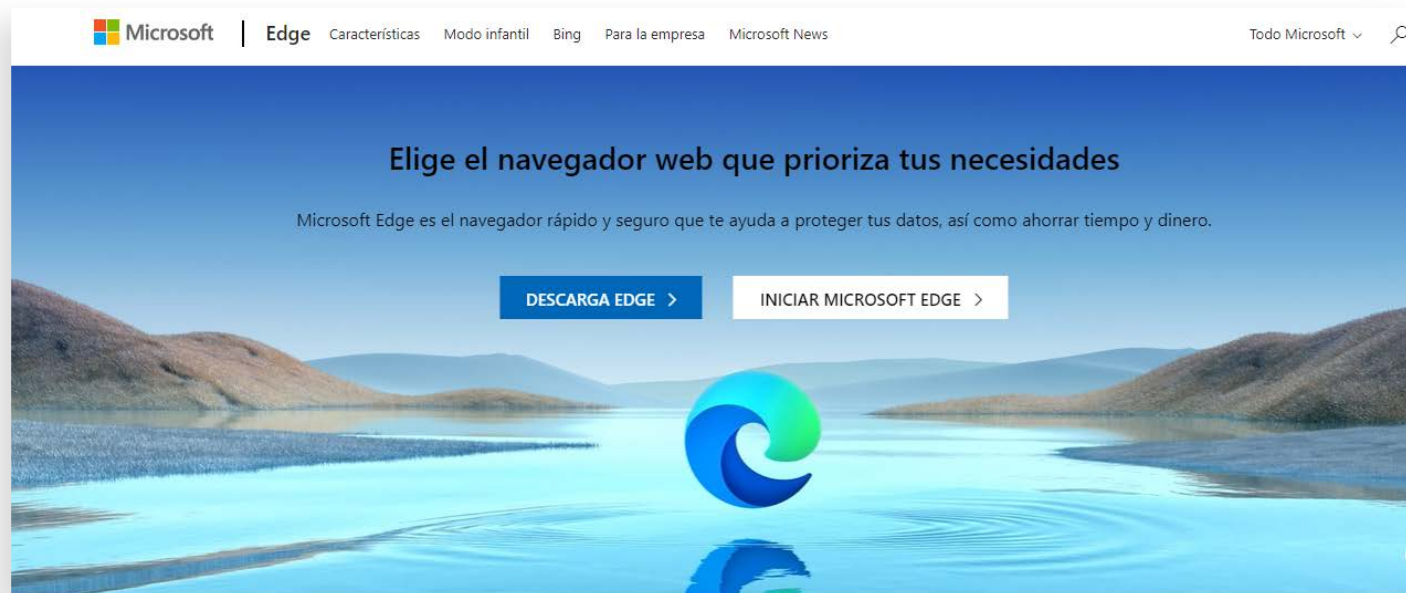 Microsoft | Edge Características Modo infantil Bing Para la empresa Microsoft News Todo Microsoft
Elige el navegador web que prioriza tus necesidades
Microsoft Edge es el navegador rápido y seguro que te ayuda a proteger tus datos, así como ahorrar tiempo y dinero.
DESCARGA EDGE > INICIAR MICROSOFT EDGE >